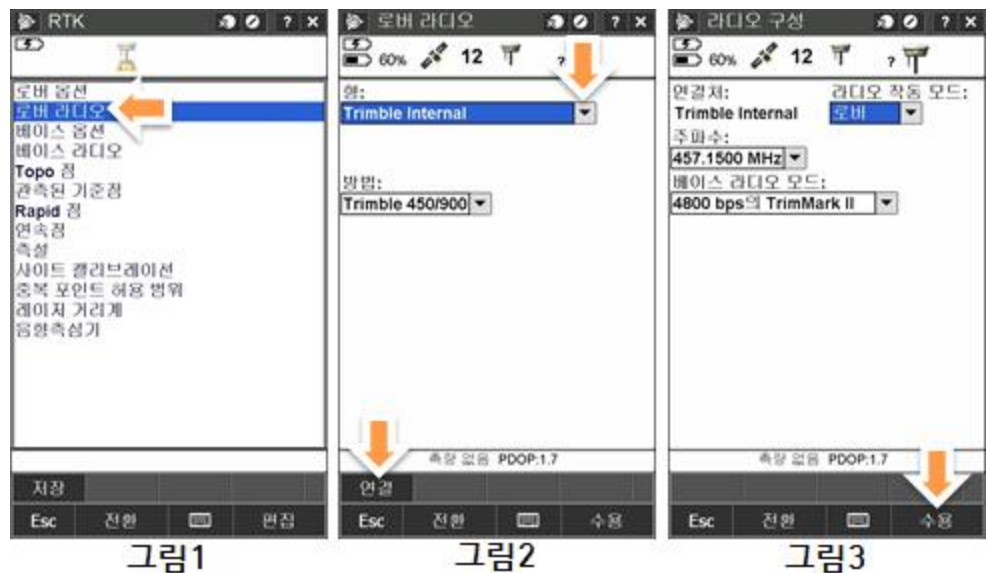 RTK ? x
로버 옵션
로버 라디오
베이스 옵션
베이스 라디오
Topo 점
관측된 기준점
Rapid 점
연속점
측설
사이트 캘리브레이션
중복 포인트 허용 범위
레이저 거리계
음향측심기
저장
Esc 전환 편집
그림1
로버 라디오 ? x
60% 12 ?
형:
Trimble Internal
방법:
Trimble 450/900
측량 없음 PDOP:1.7
연결
Esc 전환 수용
그림2
라디오 구성 ? x
60% 12 ?
연결처: 라디오 작동 모드:
Trimble Internal 로버
주파수:
457.1500 MHz
베이스 라디오 모드:
4800 bps의 TrimMark II
측량 없음 PDOP:1.7
Esc 전환 수용
그림3